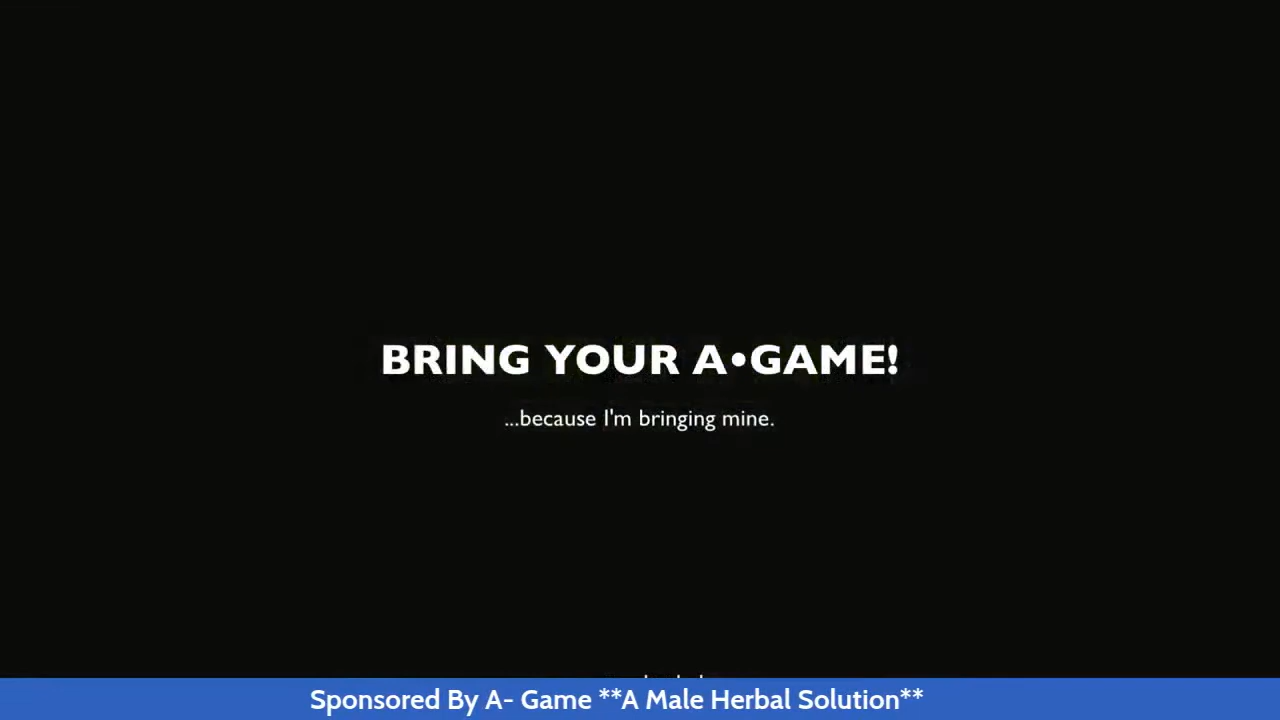 BRING YOUR A•GAME!
...because I'm bringing mine.
Sponsored By A- Game **A Male Herbal Solution**